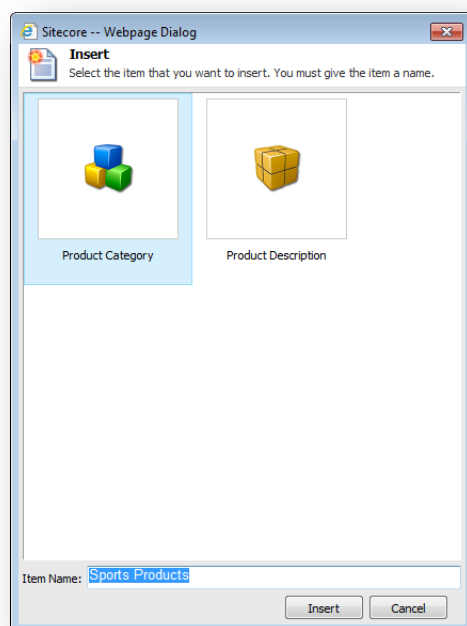 Sitecore -- Webpage Dialog
Insert
Select the item that you want to insert. You must give the item a name.
Product Category
Product Description
Item Name: Sports Products
Insert
Cancel